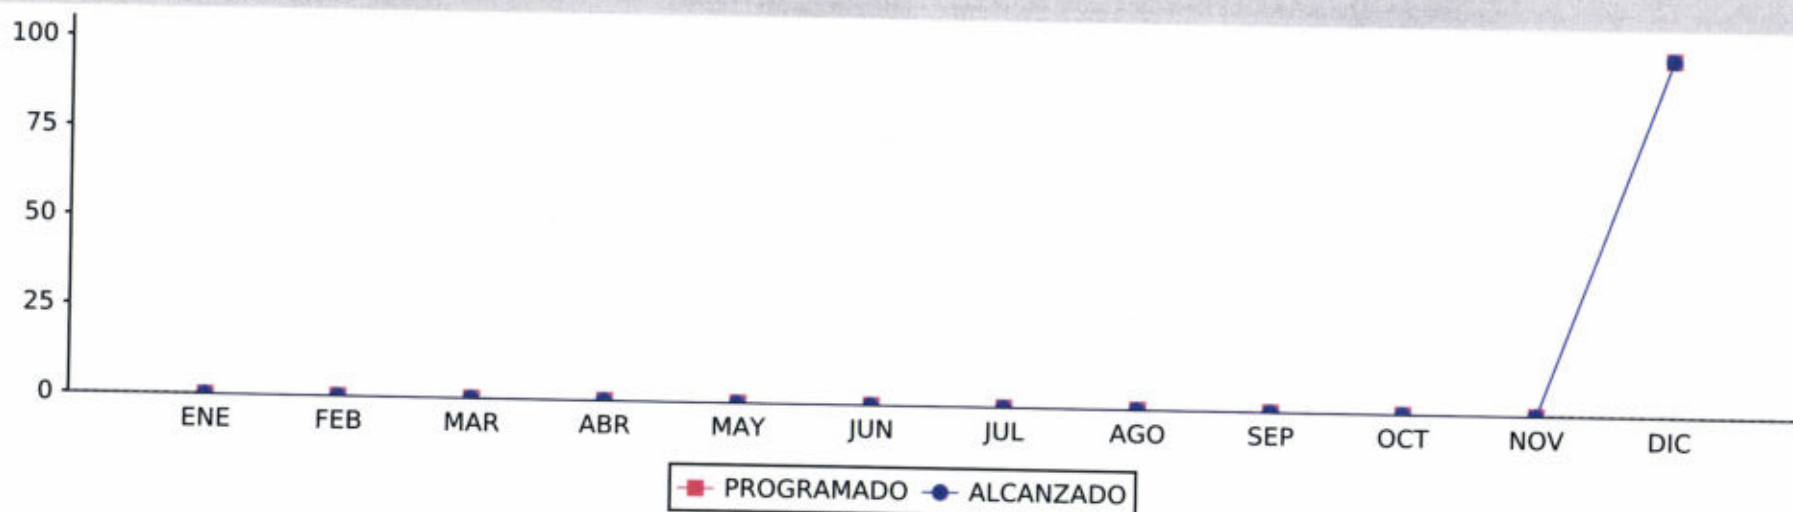 100
75
50
25
0
ENE FEB MAR ABR MAY JUN JUL AGO SEP OCT NOV DIC
PROGRAMADO ALCANZADO